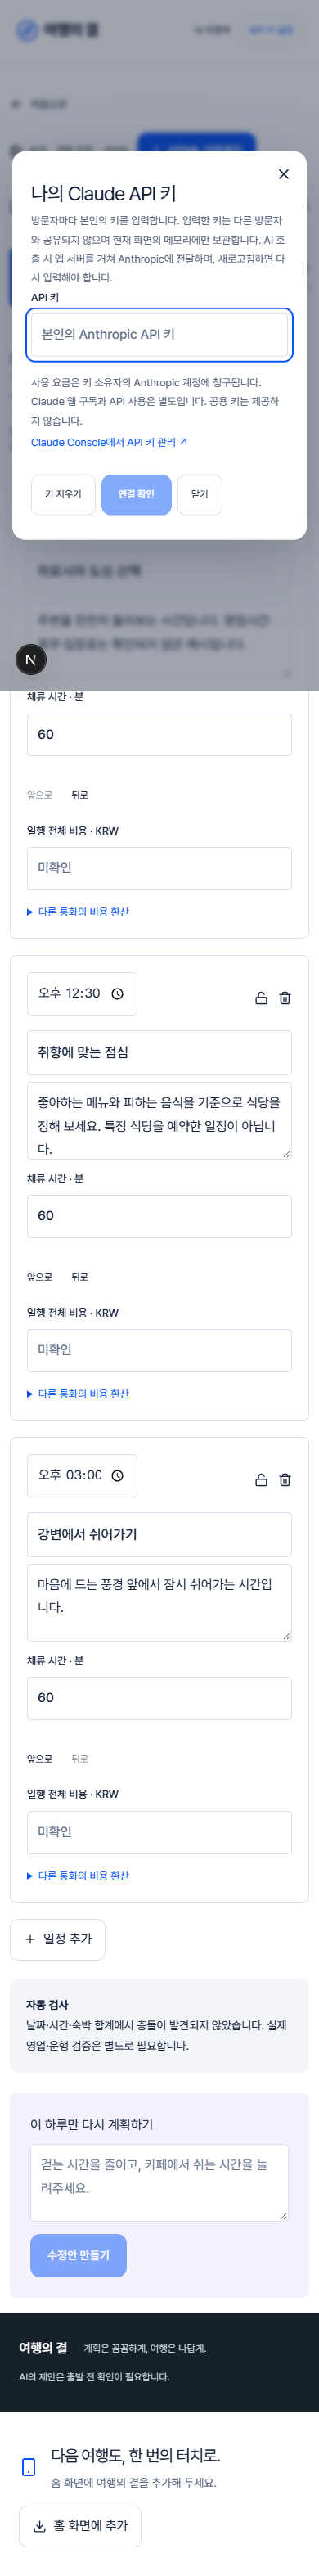 여행의 결
나의 Claude API 키
방문자마다 본인의 키를 입력합니다. 입력한 키는 다른 방문자
와 공유되지 않으며 현재 화면의 메모리에만 보관합니다. AI 호
출 시 앱 서버를 거쳐 Anthropic에 전달하며, 새로고침하면 다
시 입력해야 합니다.
API 키
본인의 Anthropic API 키
사용 요금은 키 소유자의 Anthropic 계정에 청구됩니다.
Claude 웹 구독과 API 사용은 별도입니다. 공용 키는 제공하
지 않습니다.
Claude Console에서 API 키 관리 ↗
키 지우기 연결 확인 닫기
N
체류 시간 · 분
60
앞으로 뒤로
일행 전체 비용 · KRW
미확인
▶ 다른 통화의 비용 환산
오후 12:30
취향에 맞는 점심
좋아하는 메뉴와 피하는 음식을 기준으로 식당을
정해 보세요. 특정 식당을 예약한 일정이 아닙니
다.
체류 시간 · 분
60
앞으로 뒤로
일행 전체 비용 · KRW
미확인
▶ 다른 통화의 비용 환산
오후 03:00
강변에서 쉬어가기
마음에 드는 풍경 앞에서 잠시 쉬어가는 시간입
니다.
체류 시간 · 분
60
앞으로 뒤로
일행 전체 비용 · KRW
미확인
▶ 다른 통화의 비용 환산
+ 일정 추가
자동 검사
날짜·시간·숙박 합계에서 충돌이 발견되지 않았습니다. 실제
영업·운행 검증은 별도로 필요합니다.
이 하루만 다시 계획하기
걷는 시간을 줄이고, 카페에서 쉬는 시간을 늘
려주세요.
수정안 만들기
여행의 결 계획은 꼼꼼하게, 여행은 나답게.
AI의 제안은 출발 전 확인이 필요합니다.
다음 여행도, 한 번의 터치로.
홈 화면에 여행의 결을 추가해 두세요.
홈 화면에 추가